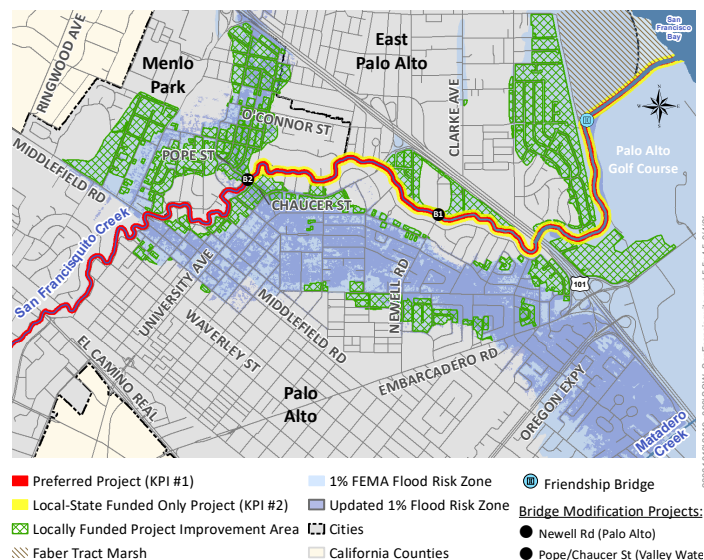 San
Francisco
Bay
RINGWOOD AVE
Menlo
Park
East
Palo Alto
CLARKE AVE
O'CONNOR ST
POPE ST
MIDDLEFIELD RD
Palo Alto
Golf Course
B2
CHAUCER ST
B1
San Francisquito Creek
UNIVERSITY AVE
NEWELL RD
101
MIDDLEFIELD RD
WAVERLEY ST
EL CAMINO REAL
EMBARCADERO RD
Palo
Alto
OREGON EXPY
Matadero
Creek
Preferred Project (KPI #1)
Local-State Funded Only Project (KPI #2)
Locally Funded Project Improvement Area
Faber Tract Marsh
1% FEMA Flood Risk Zone
Updated 1% Flood Risk Zone
Cities
California Counties
Friendship Bridge
Bridge Modification Projects:
Newell Rd (Palo Alto)
Pope/Chaucer St (Valley Wate